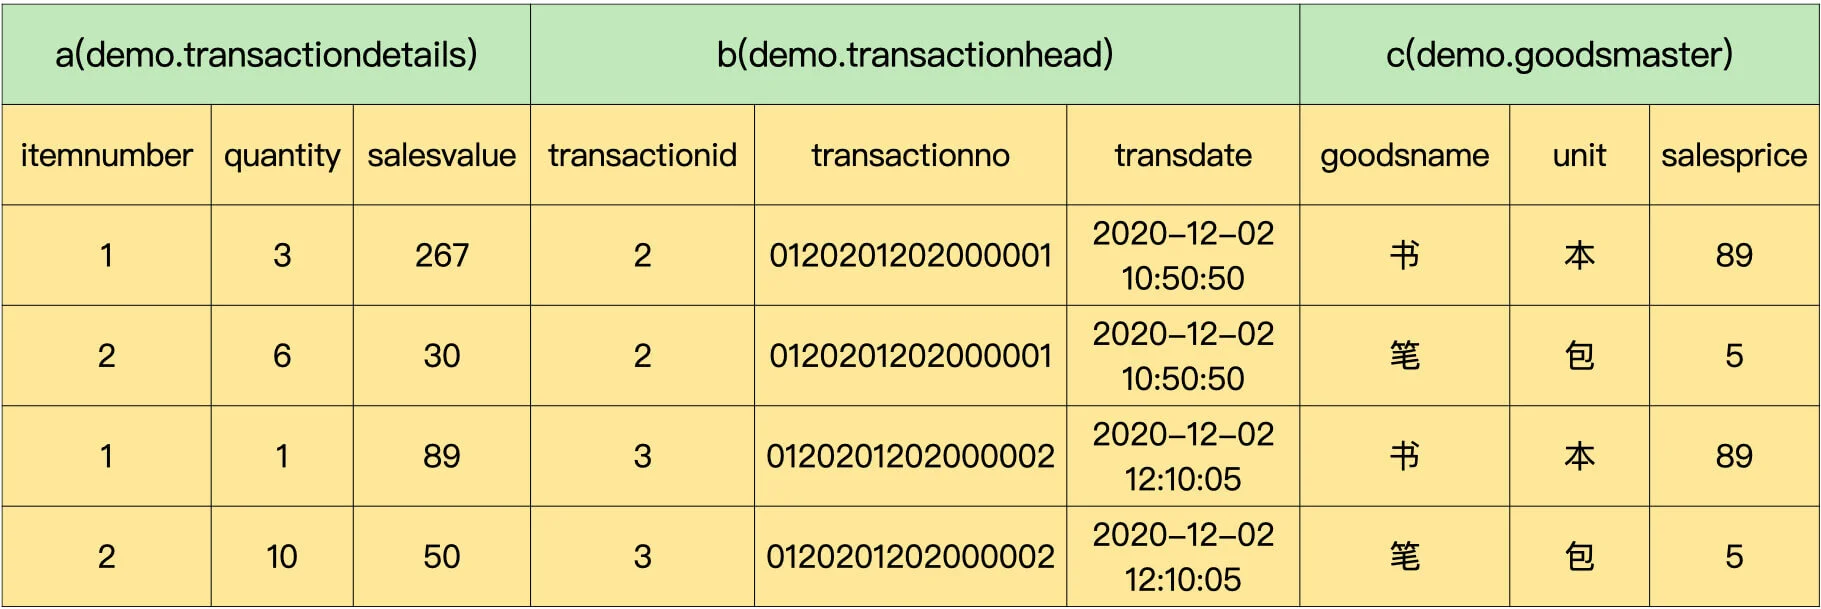 a(demo.transactiondetails) b(demo.transactionhead) c(demo.goodsmaster)
itemnumber quantity salesvalue transactionid transactionno transdate goodsname unit salesprice
1 3 267 2 0120201202000001 2020-12-02 10:50:50 书 本 89
2 6 30 2 0120201202000001 2020-12-02 10:50:50 笔 包 5
1 1 89 3 0120201202000002 2020-12-02 12:10:05 书 本 89
2 10 50 3 0120201202000002 2020-12-02 12:10:05 笔 包 5